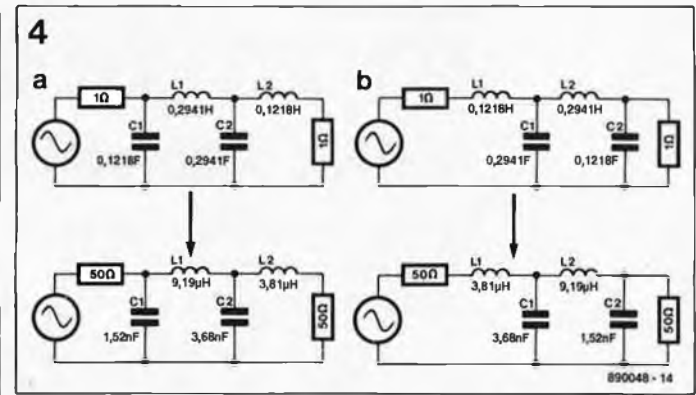 4
a
1Ω
L1
0,2941H
L2
0,1218H
C1
0,1218F
C2
0,2941F
1Ω
b
1Ω
L1
0,1218H
L2
0,2941H
C1
0,2941F
C2
0,1218F
1Ω
50Ω
L1
9,19µH
L2
3,81µH
C1
1,52nF
C2
3,68nF
50Ω
50Ω
L1
3,81µH
L2
9,19µH
C1
3,68nF
C2
1,52nF
50Ω
890048 - 14